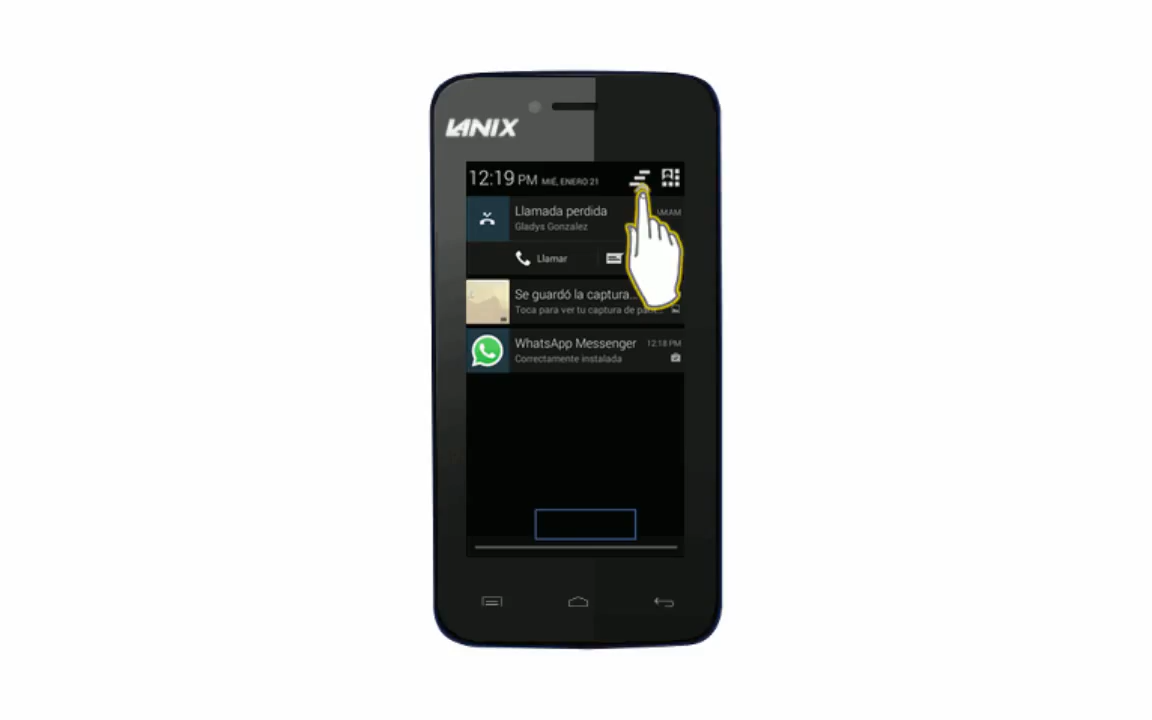 LANIX
12:19 PM MIÉ, ENERO 21
Llamada perdida
Gladys Gonzalez
Llamar
Se guardó la captura...
Toca para ver tu captura de pant...
WhatsApp Messenger 12:18 PM
Correctamente instalada